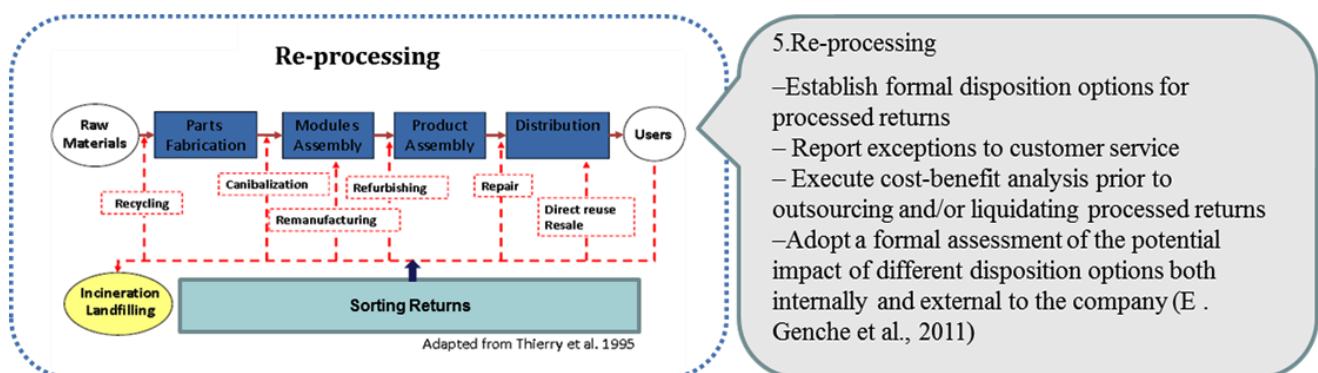 Re-processing
Raw
Materials
Parts
Fabrication
Modules
Assembly
Product
Assembly
Distribution
Users
Recycling
Canibalization
Remanufacturing
Refurbishing
Repair
Direct reuse
Resale
Incineration
Landfilling
Sorting Returns
Adapted from Thierry et al. 1995
5.Re-processing
–Establish formal disposition options for
processed returns
– Report exceptions to customer service
– Execute cost-benefit analysis prior to
outsourcing and/or liquidating processed returns
–Adopt a formal assessment of the potential
impact of different disposition options both
internally and external to the company (E .
Genche et al., 2011)